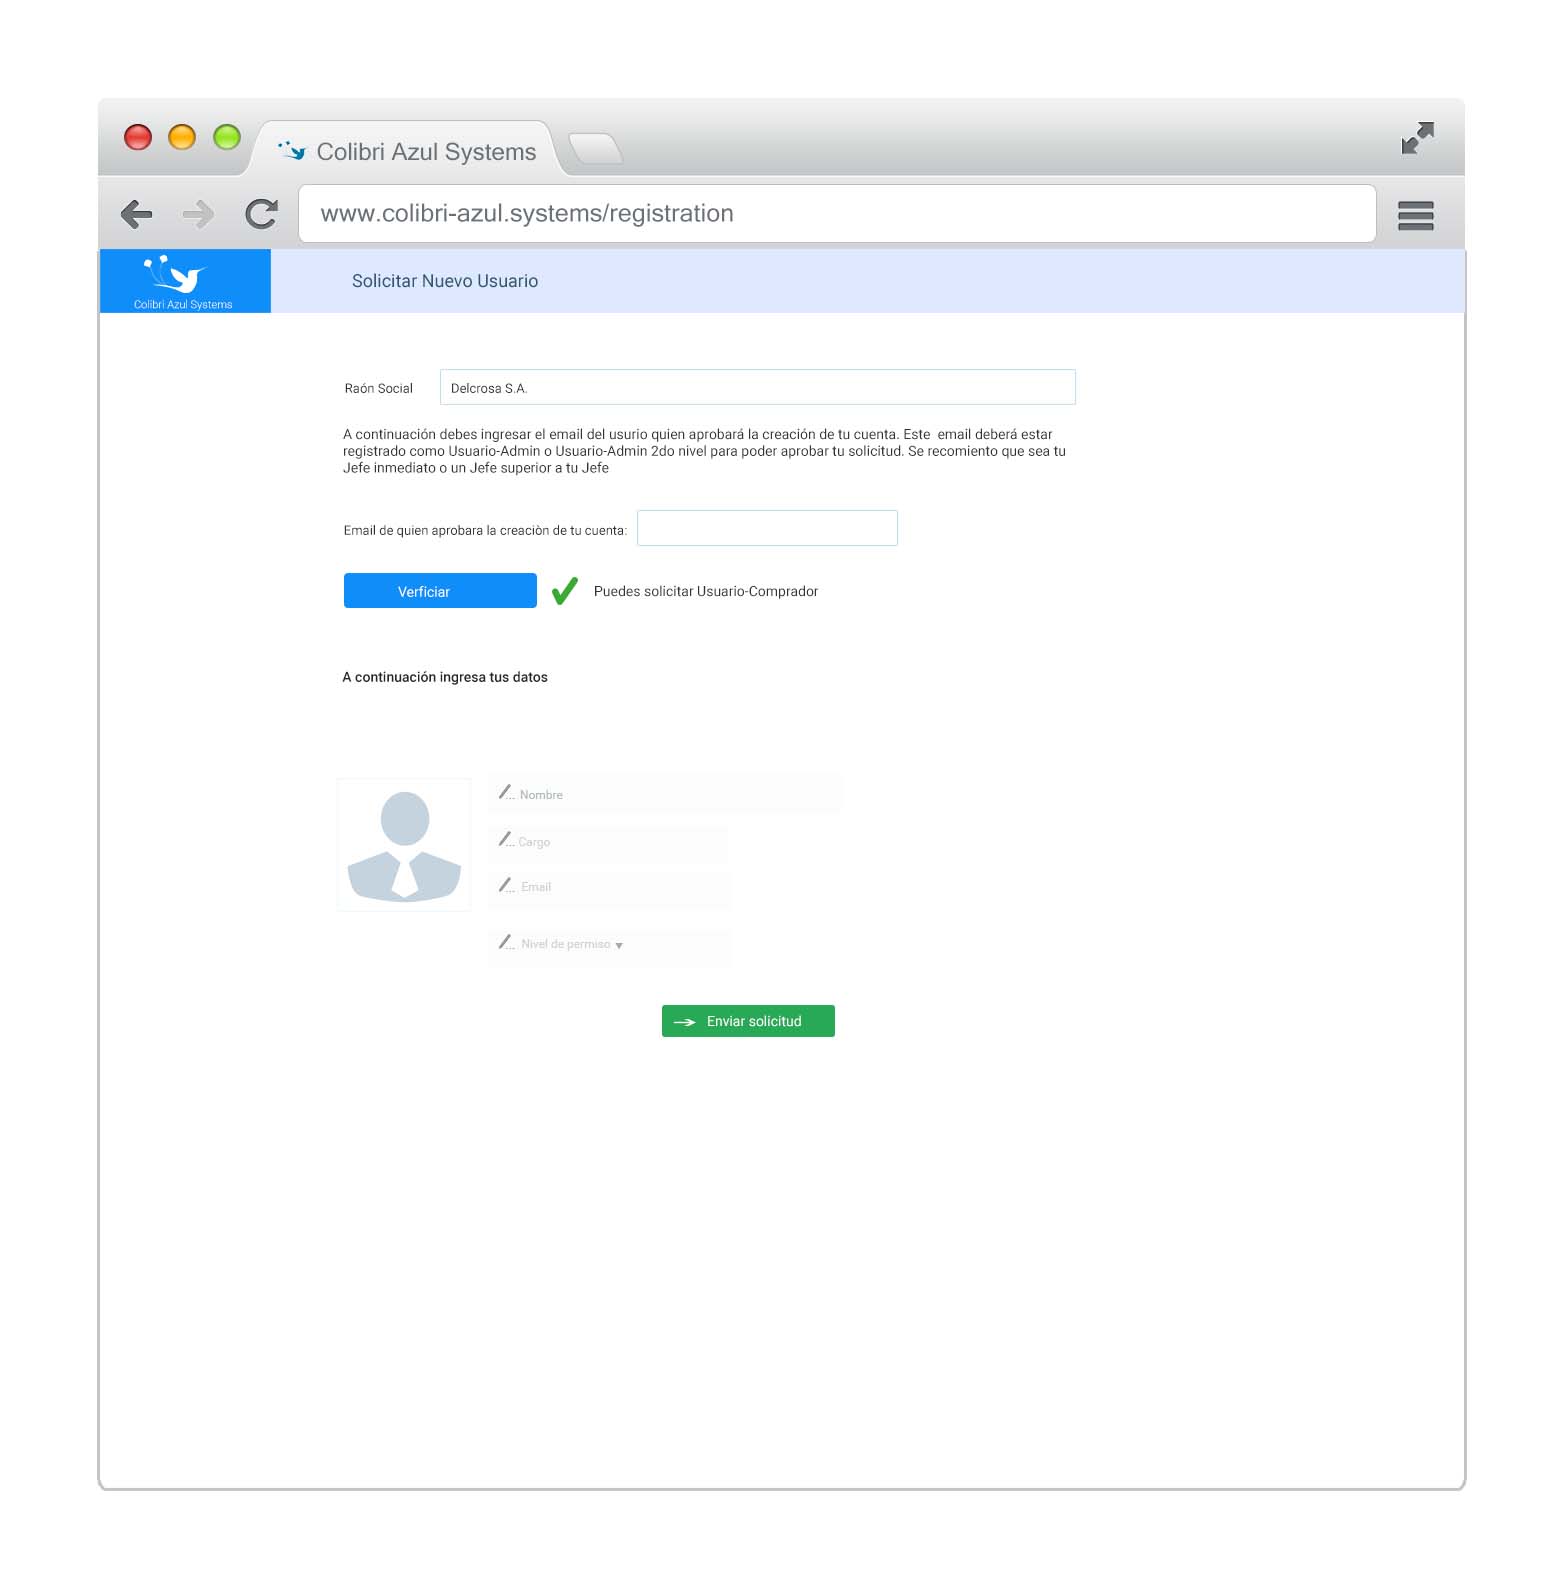 Colibri Azul Systems
www.colibri-azul.systems/registration
Colibri Azul Systems
Solicitar Nuevo Usuario
Raón Social
Delcrosa S.A.
A continuación debes ingresar el email del usurio quien aprobará la creación de tu cuenta. Este  email deberá estar
registrado como Usuario-Admin o Usuario-Admin 2do nivel para poder aprobar tu solicitud. Se recomiento que sea tu
Jefe inmediato o un Jefe superior a tu Jefe
Email de quien aprobara la creaciòn de tu cuenta:
Verficiar
Puedes solicitar Usuario-Comprador
A continuación ingresa tus datos
... Nombre
... Cargo
... Email
... Nivel de permiso
Enviar solicitud